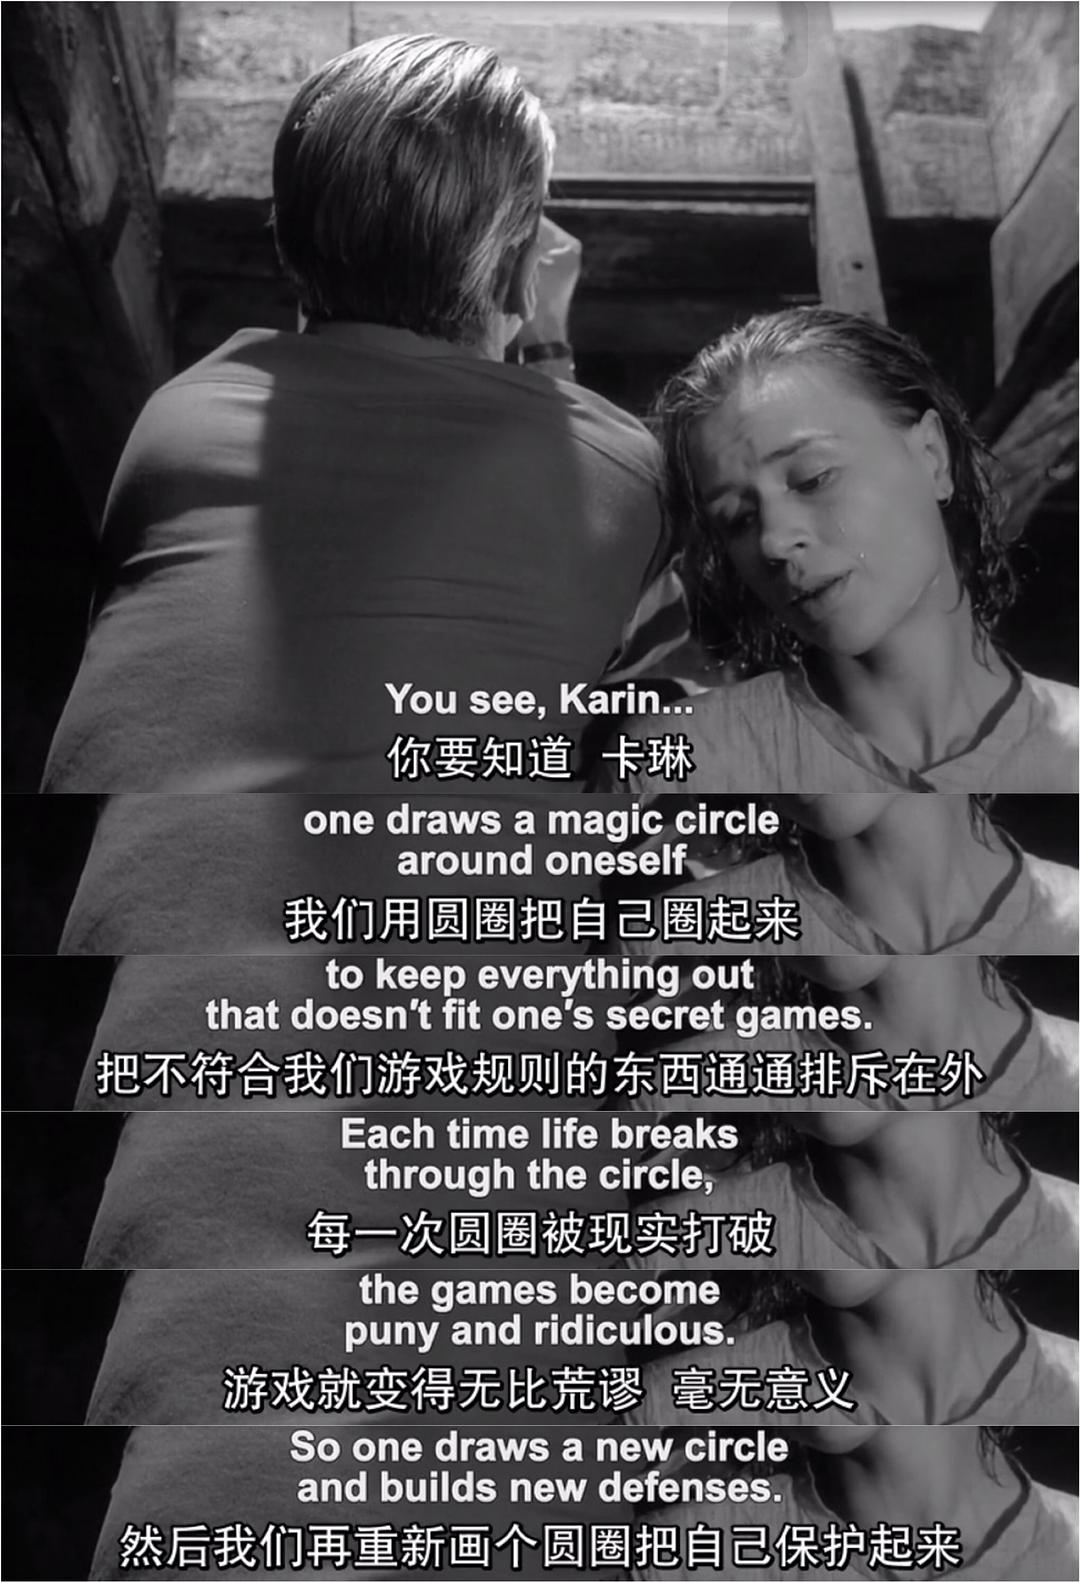 You see, Karin...
你要知道 卡琳
one draws a magic circle
around oneself
我们用圆圈把自己圈起来
to keep everything out
that doesn't fit one's secret games.
把不符合我们游戏规则的东西通通排斥在外
Each time life breaks
through the circle,
每一次圆圈被现实打破
the games become
puny and ridiculous.
游戏就变得无比荒谬 毫无意义
So one draws a new circle
and builds new defenses.
然后我们再重新画个圆圈把自己保护起来